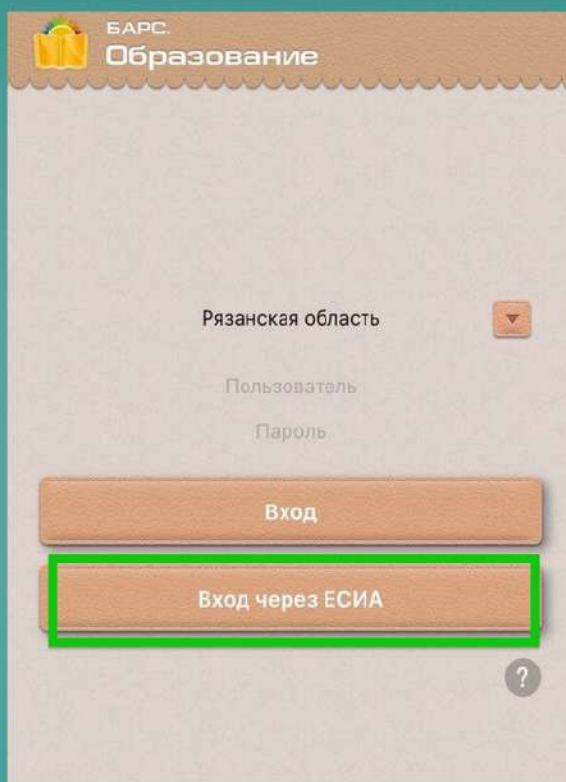 БАРС.
Образование
Рязанская область
Пользователь
Пароль
Вход
Вход через ЕСИА
?